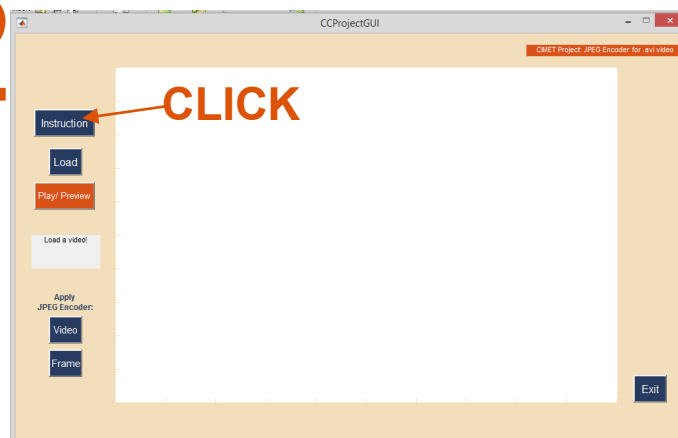 CCProjectGUI
CIMET Project: JPEG Encoder for .avi video
CLICK
Instruction
Load
Play/ Preview
Load a video!
Apply
JPEG Encoder:
Video
Frame
Exit